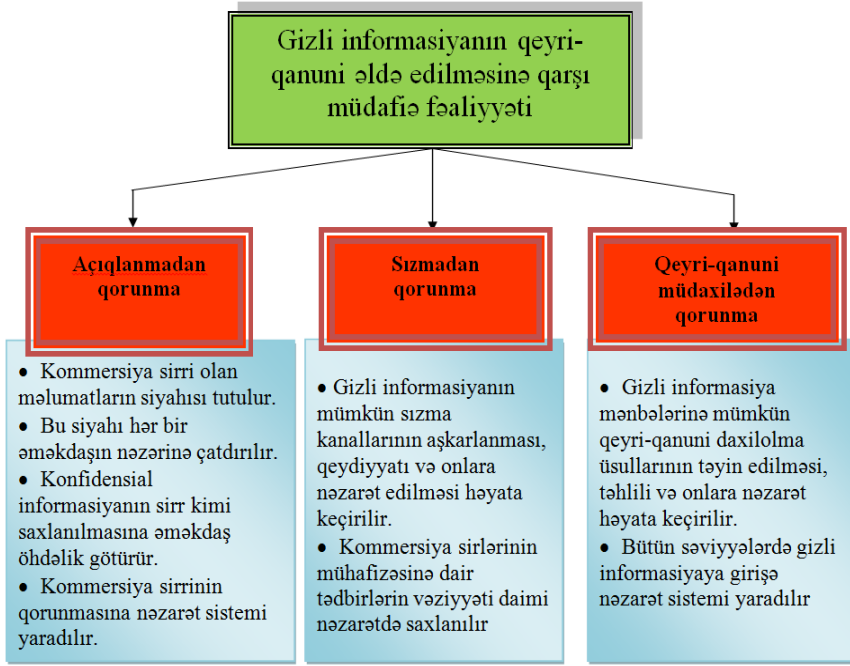 Gizli informasiyanın qeyri-
qanuni əldə edilməsinə qarşı
müdafiə fəaliyyəti
Açıqlanmadan
qorunma
• Kommersiya sirri olan
məlumatların siyahısı tutulur.
• Bu siyahı hər bir
əməkdaşın nəzərinə çatdırılır.
• Konfidensial
informasiyanın sirr kimi
saxlanılmasına əməkdaş
öhdəlik götürür.
• Kommersiya sirrinin
qorunmasına nəzarət sistemi
yaradılır.
Sızmadan
qorunma
• Gizli informasiyanın
mümkün sızma
kanallarının aşkarlanması,
qeydiyyatı və onlara
nəzarət edilməsi həyata
keçirilir.
• Kommersiya sirlərinin
mühafizəsinə dair
tədbirlərin vəziyyəti daimi
nəzarətdə saxlanılır
Qeyri-qanuni
müdaxilədən
qorunma
• Gizli informasiya
mənbələrinə mümkün
qeyri-qanuni daxilolma
üsullarının təyin edilməsi,
təhlili və onlara nəzarət
həyata keçirilir.
• Bütün səviyyələrdə gizli
informasiyaya girişə
nəzarət sistemi yaradılır